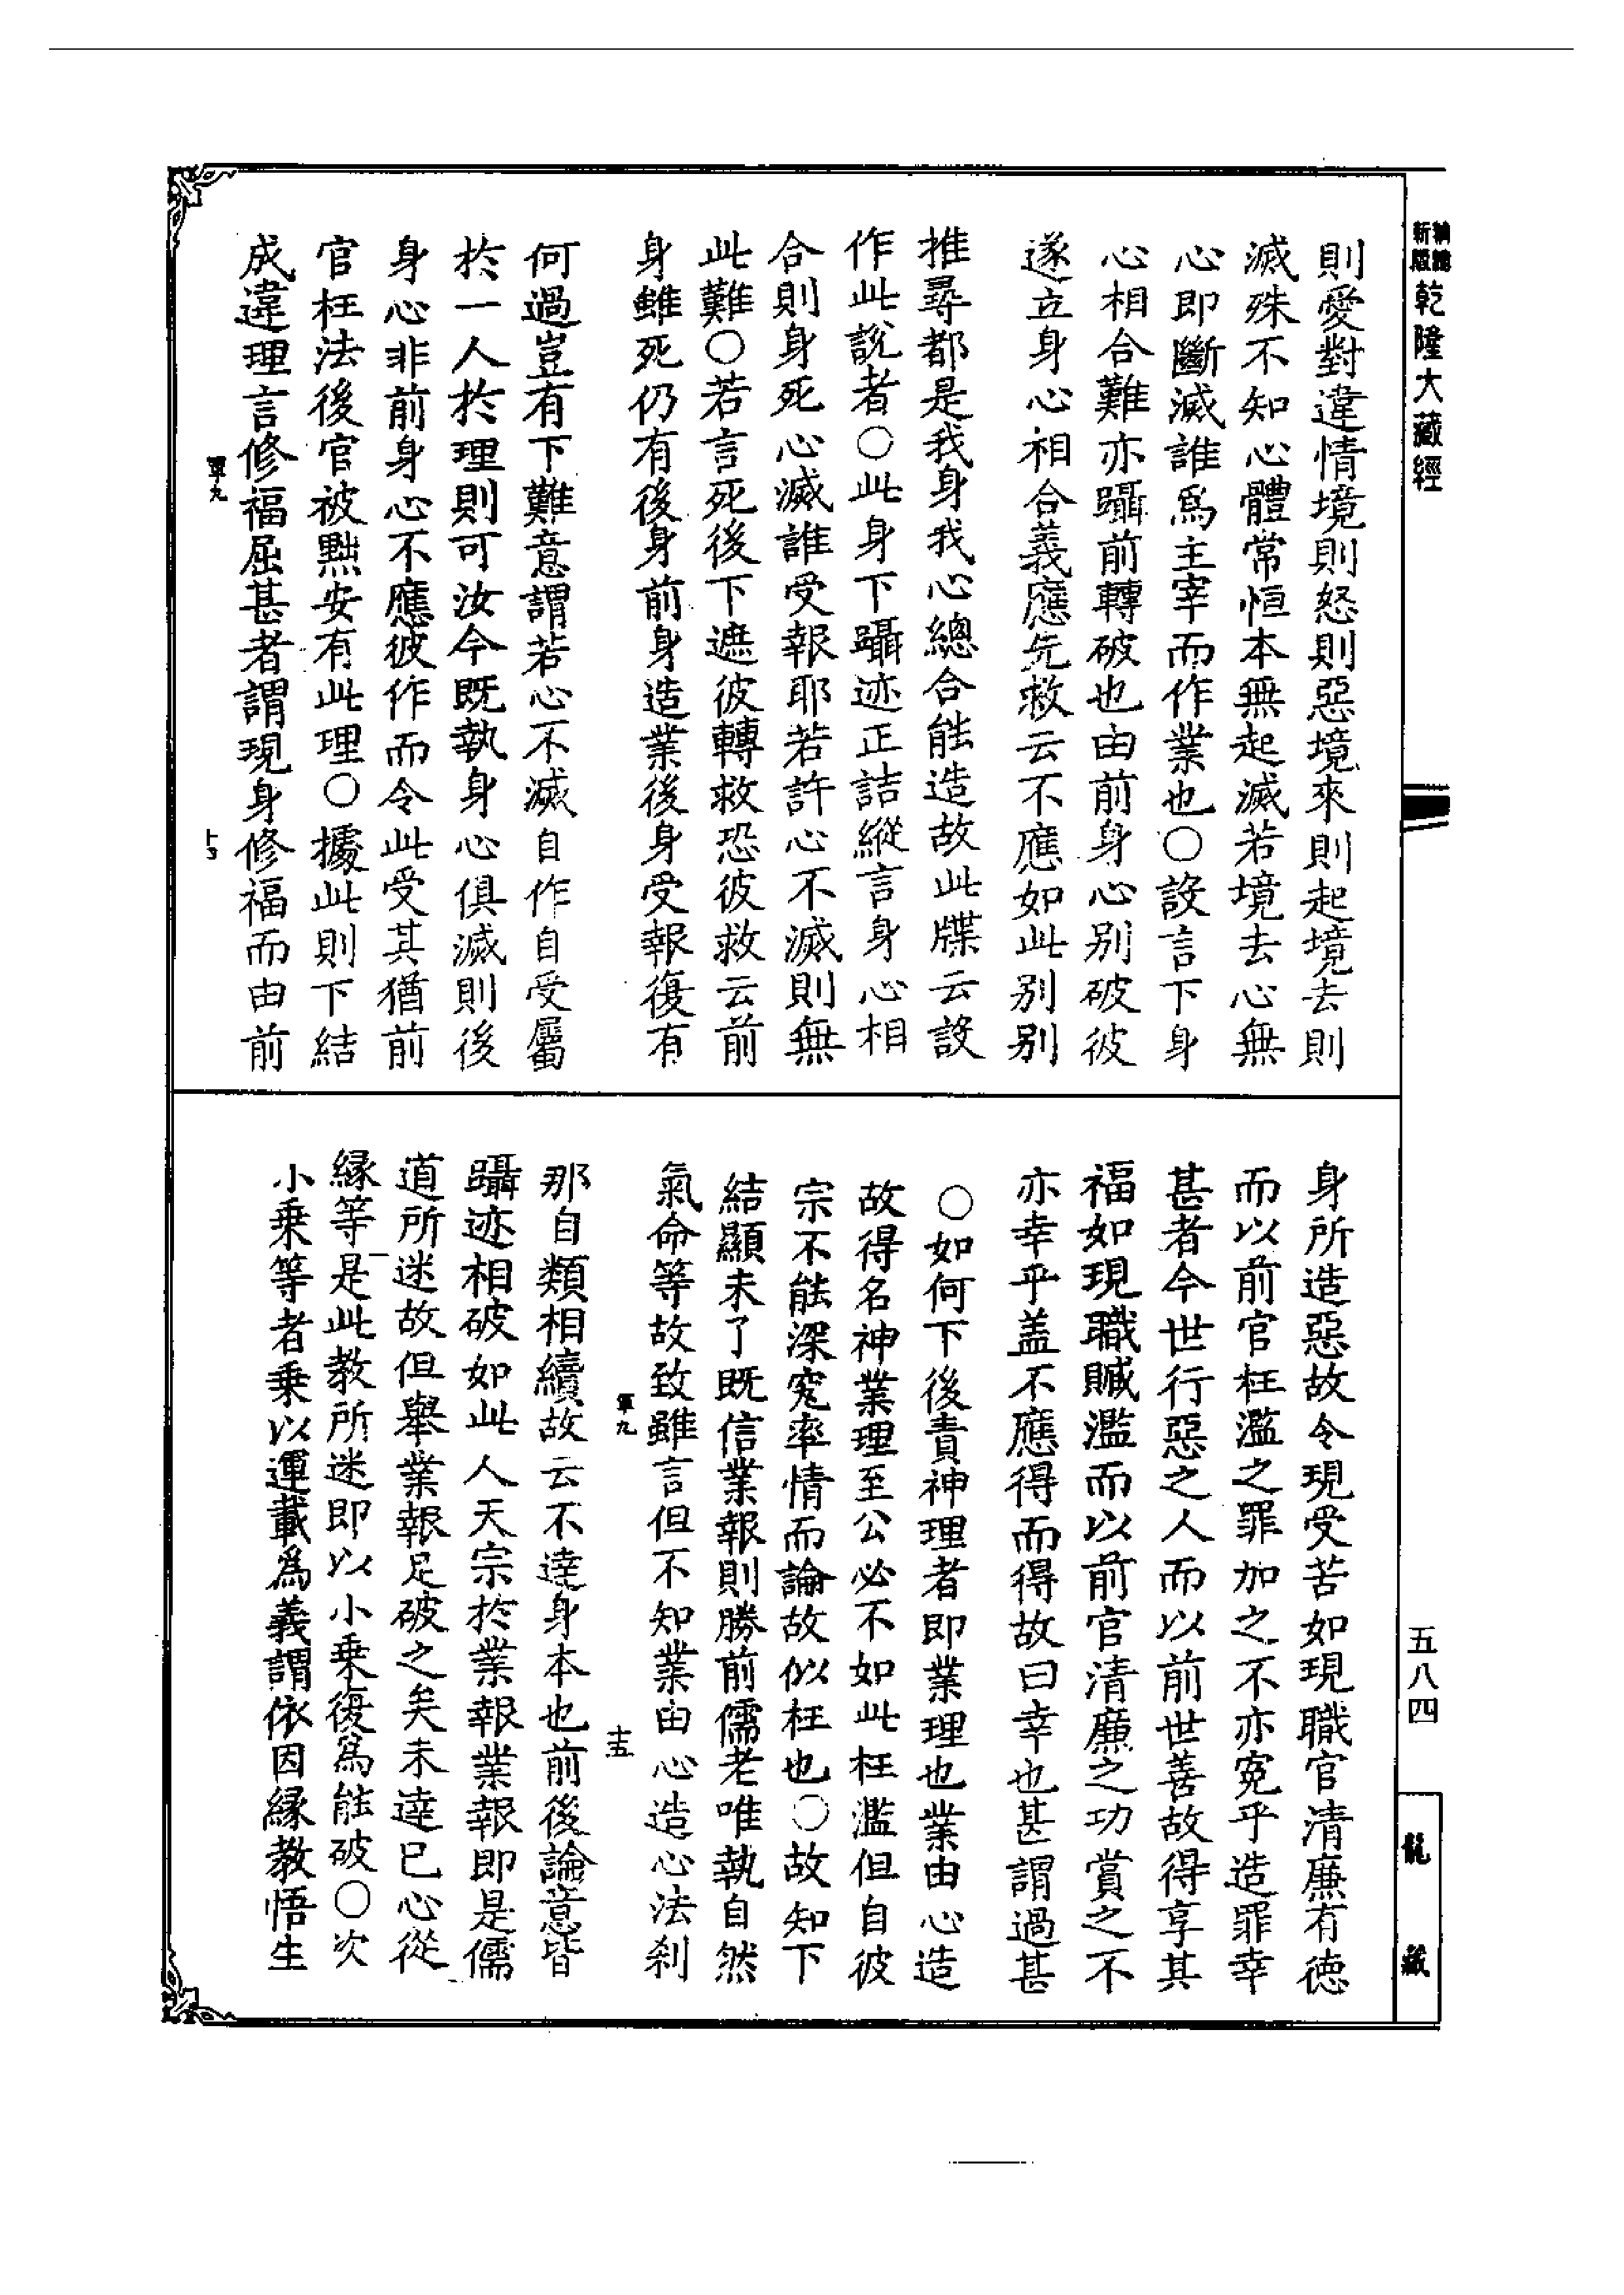 新版
乾隆大藏經
則愛對違情境則怒則惡境來則起境去則
滅殊不知心體常恒本無起滅若境去心無
心即斷滅誰爲主宰而作業也○設言下身
心相合難亦躡前轉破也由前身心別破彼
遂立身心相合義應先救云不應如此別別
推尋都是我身我心總合能造故此牒云設
作此說者○此身下躡迹正詰縱言身心相
合則身死心滅誰受報耶若許心不滅則無
此難○若言死後下遮彼轉救恐彼救云前
身雖死仍有後身前身造業後身受報復有
何過豈有下難意謂若心不滅自作自受屬
於一人於理則可汝今既執身心俱滅則後
身心非前身心不應彼作而令此受其猶前
官枉法後官被黜安有此理○據此則下結
成違理言修福屈甚者謂現身修福而由前
身所造惡故令現受苦如現職官清廉有德
而以前官枉濫之罪加之不亦冤乎造罪幸
甚者今世行惡之人而以前世善故得享其
福如現職贓濫而以前官清廉之功賞之不
亦幸乎盖不應得而得故曰幸也甚謂過甚
○如何下後責神理者即業理也業由心造
故得名神業理至公必不如此枉濫但自彼
宗不能深究率情而論故似枉也○故知下
結顯未了既信業報則勝前儒老唯執自然
氣命等故致雖言但不知業由心造心法刹
那自類相續故云不達身本也前後論意皆
躡迹相破如此人天宗於業報業報即是儒
道所迷故但舉業報足破之矣未達已心從
緣等是此教所迷即以小乘復爲能破○次
小乘等者乘以運載爲義謂依因緣教悟生
五八四
龍藏